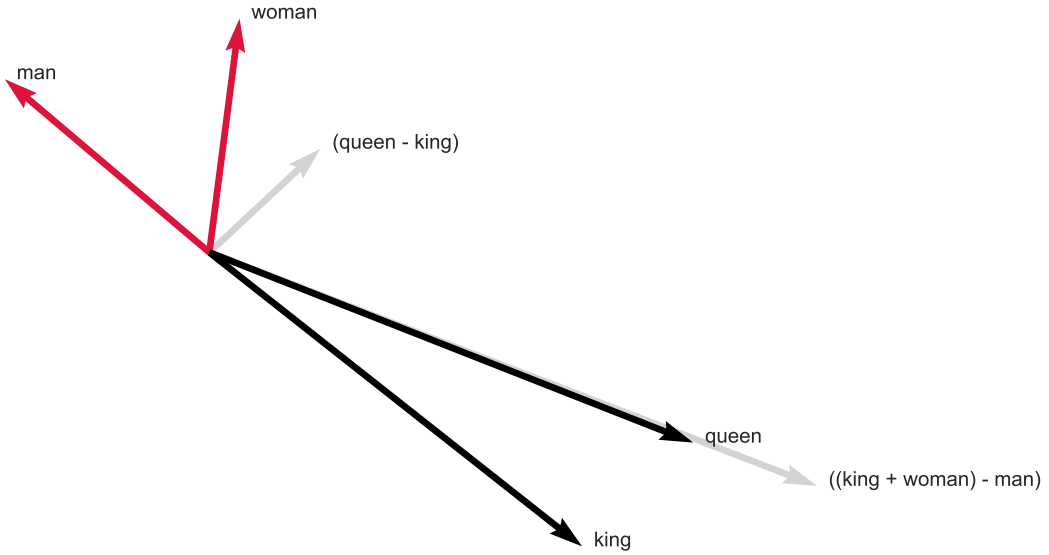 woman
man
(queen - king)
queen
((king + woman) - man)
king